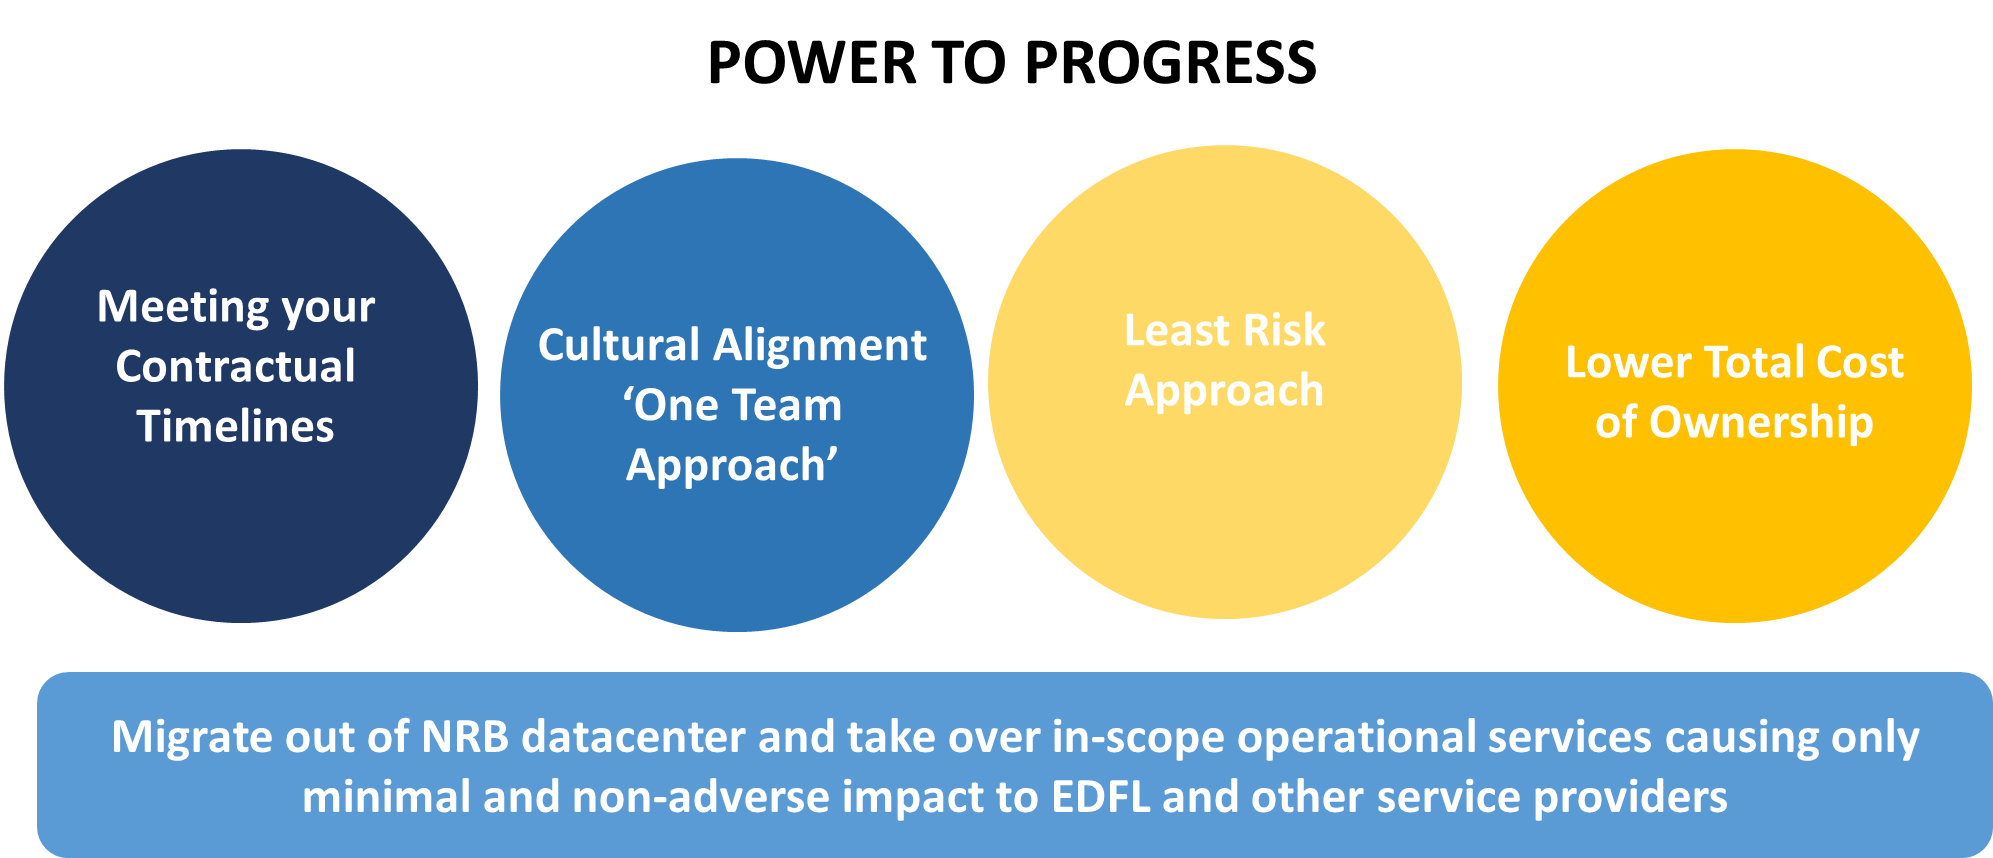 POWER TO PROGRESS
Meeting your
Contractual
Timelines
Cultural Alignment
‘One Team
Approach’
Least Risk
Approach
Lower Total Cost
of Ownership
Migrate out of NRB datacenter and take over in-scope operational services causing only
minimal and non-adverse impact to EDFL and other service providers